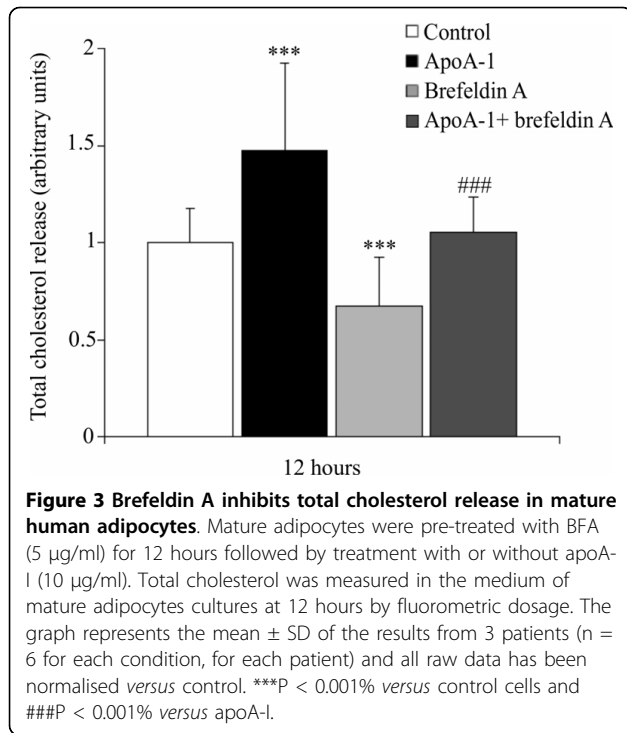 Total cholesterol release (arbitrary units)
2
1.5
1
0.5
0
***
***
###
Control
ApoA-1
Brefeldin A
ApoA-1+ brefeldin A
12 hours
Figure 3 Brefeldin A inhibits total cholesterol release in mature
human adipocytes. Mature adipocytes were pre-treated with BFA
(5 μg/ml) for 12 hours followed by treatment with or without apoA-
I (10 μg/ml). Total cholesterol was measured in the medium of
mature adipocytes cultures at 12 hours by fluorometric dosage. The
graph represents the mean ± SD of the results from 3 patients (n =
6 for each condition, for each patient) and all raw data has been
normalised versus control. ***P < 0.001% versus control cells and
###P < 0.001% versus apoA-I.